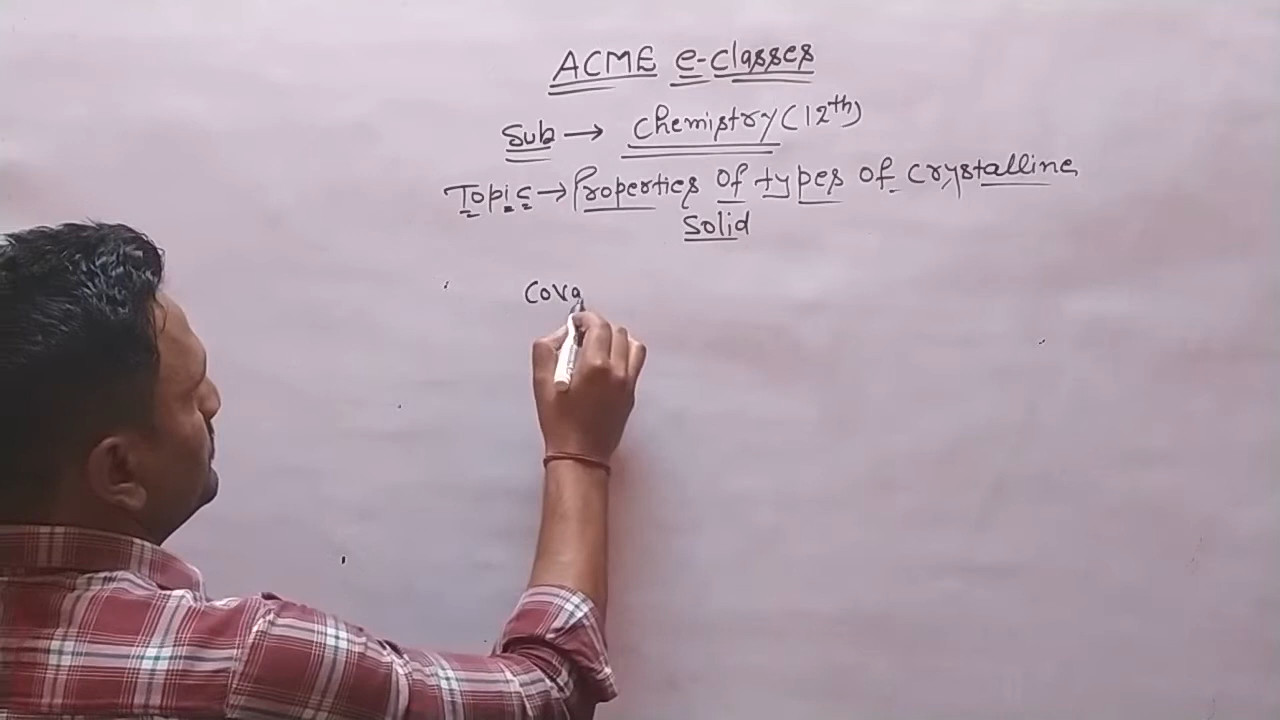 ACME e-classes
Sub → Chemistry (12th)
Topic → Properties of types of crystalline
Solid
Cova